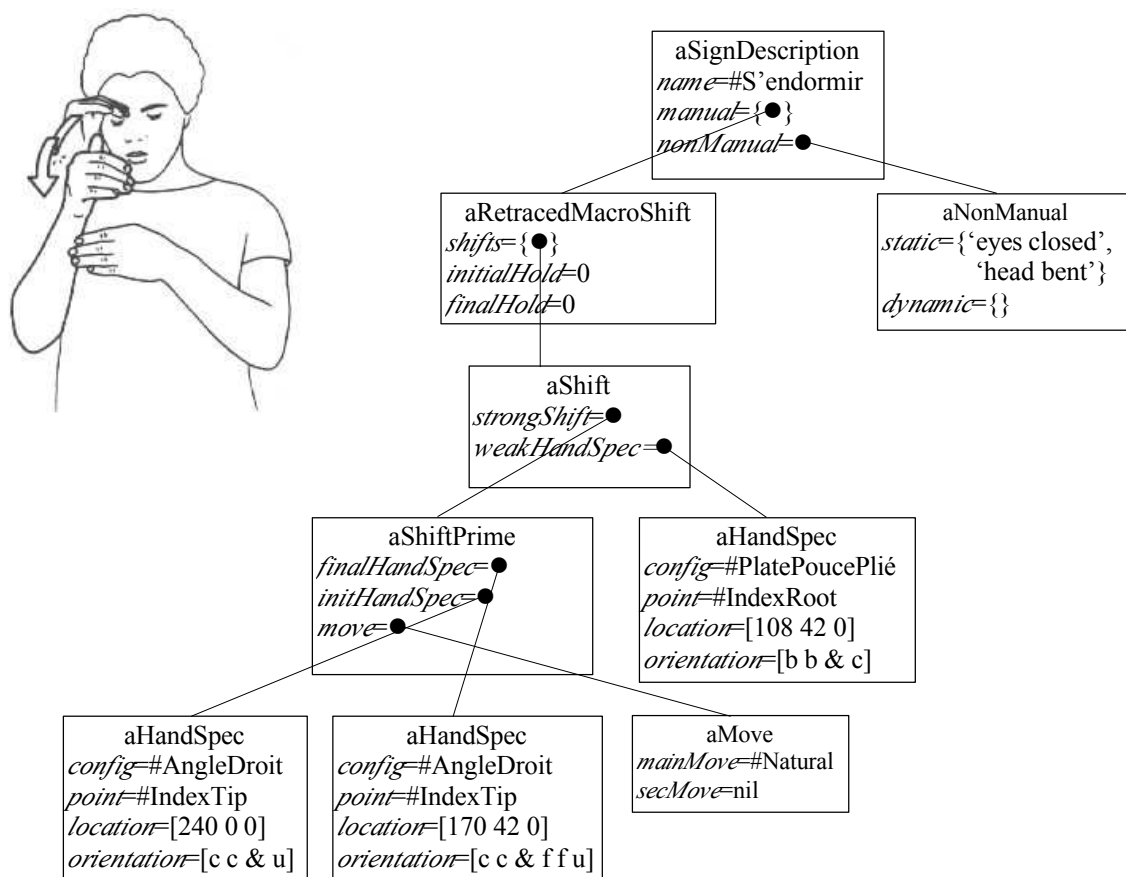 aSignDescription
name=#S’endormir
manual={ }
nonManual=
aRetracedMacroShift
shifts={ }
initialHold=0
finalHold=0
aNonManual
static={‘eyes closed’,
‘head bent’}
dynamic={}
aShift
strongShift=
weakHandSpec=
aShiftPrime
finalHandSpec=
initHandSpec=
move=
aHandSpec
config=#PlatePoucePlié
point=#IndexRoot
location=[108 42 0]
orientation=[b b & c]
aHandSpec
config=#AngleDroit
point=#IndexTip
location=[240 0 0]
orientation=[c c & u]
aHandSpec
config=#AngleDroit
point=#IndexTip
location=[170 42 0]
orientation=[c c & f f u]
aMove
mainMove=#Natural
secMove=nil